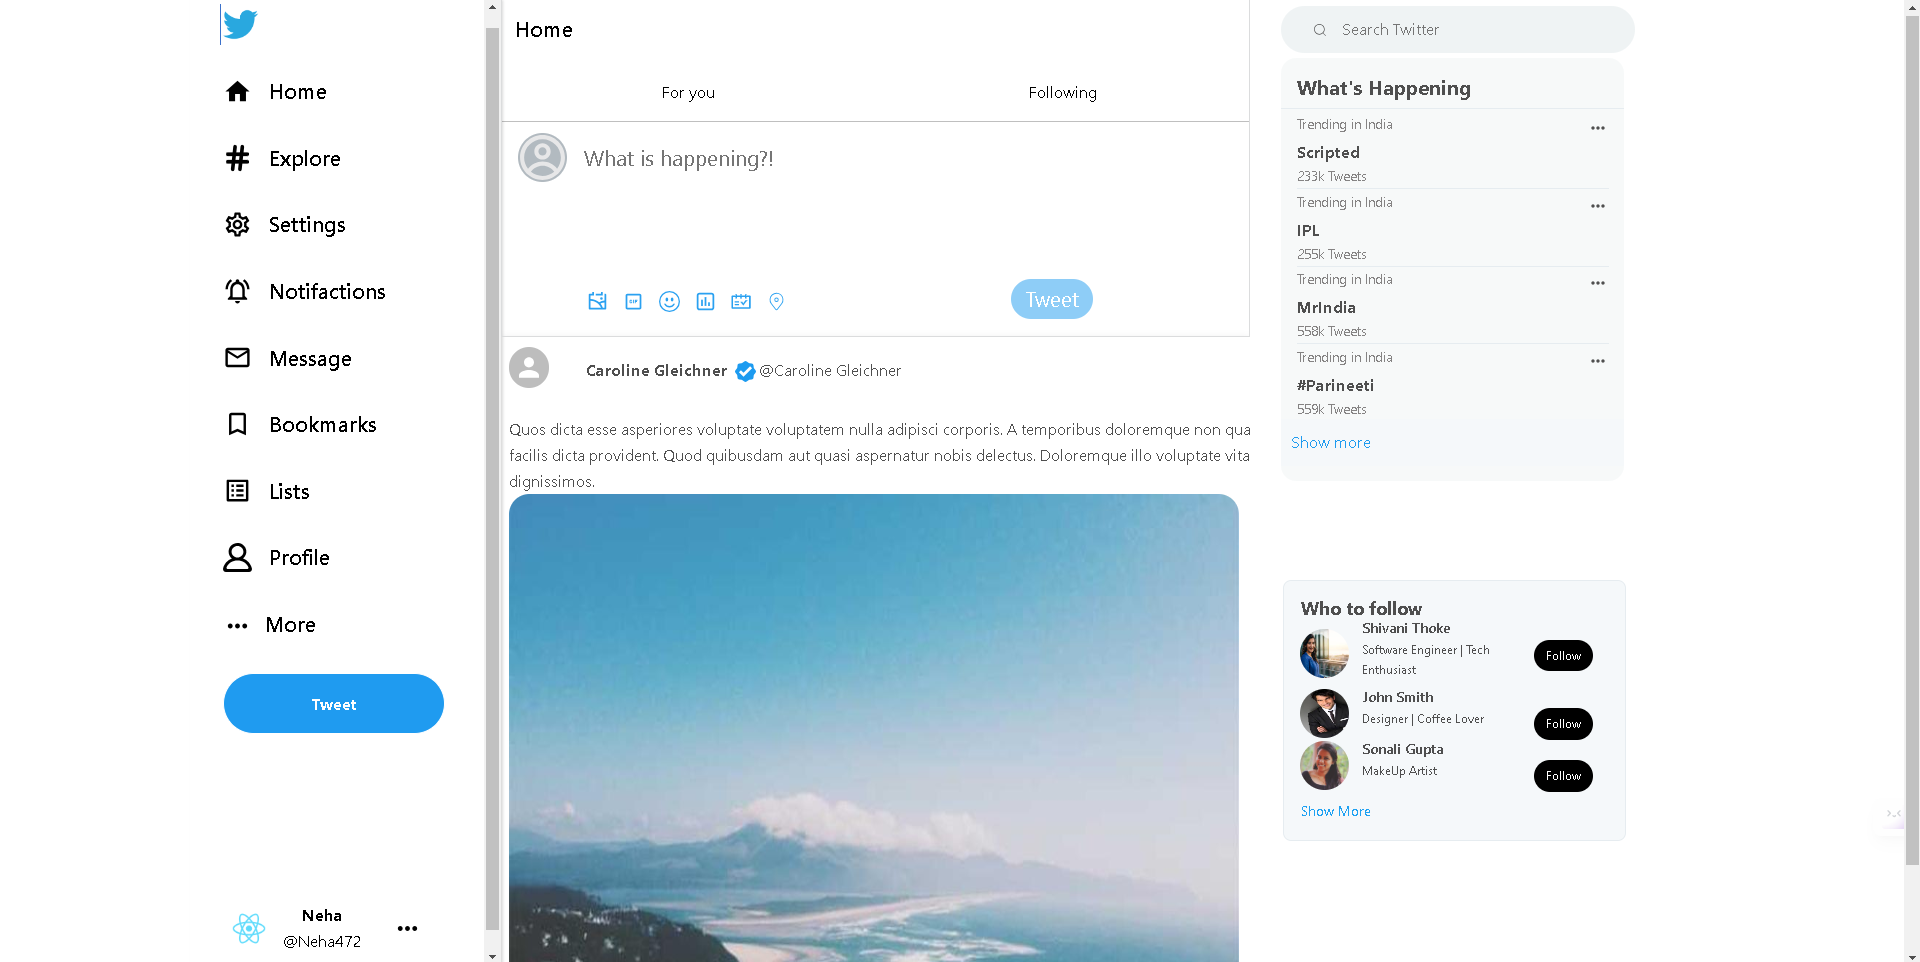 Home
Explore
Settings
Notifactions
Message
Bookmarks
Lists
Profile
More
Tweet
Neha
@Neha472
Home
For you
Following
What is happening?!
GIF
Tweet
Caroline Gleichner @Caroline Gleichner
Quos dicta esse asperiores voluptate voluptatem nulla adipisci corporis. A temporibus doloremque non qua
facilis dicta provident. Quod quibusdam aut quasi aspernatur nobis delectus. Doloremque illo voluptate vita
dignissimos.
Search Twitter
What's Happening
Trending in India
Scripted
233k Tweets
Trending in India
IPL
255k Tweets
Trending in India
MrIndia
558k Tweets
Trending in India
#Parineeti
559k Tweets
Show more
Who to follow
Shivani Thoke
Software Engineer | Tech
Enthusiast
Follow
John Smith
Designer | Coffee Lover
Follow
Sonali Gupta
MakeUp Artist
Follow
Show More